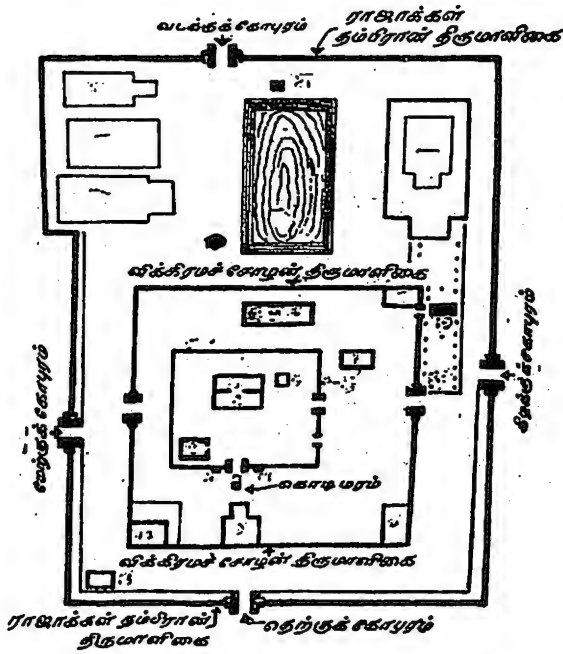 வடக்குக்கோபுரம்
ராஜாக்கள்
தம்பிரான் திருமாளிகை
விக்கிரமச் சோழன் திருமாளிகை
மேற்குக் கோபுரம்
கிழக்குக்கோபுரம்
கொடி மரம்
விக்கிரமச் சோழன் திருமாளிகை
ராஜாக்கள் தம்பிரான்
திருமாளிகை
தெற்குக் கோபுரம்